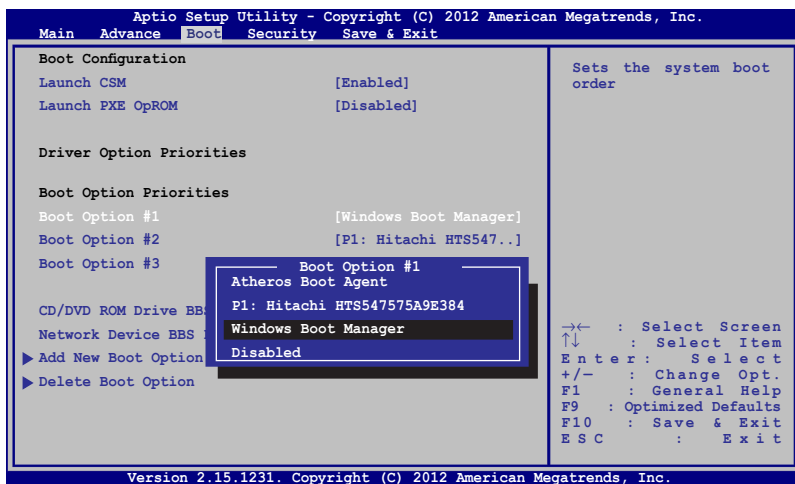 Aptio Setup Utility - Copyright (C) 2012 American Megatrends, Inc.
Main Advance Boot Security Save & Exit
Boot Configuration
Launch CSM [Enabled]
Launch PXE OpROM [Disabled]
Driver Option Priorities
Boot Option Priorities
Boot Option #1 [Windows Boot Manager]
Boot Option #2 [P1: Hitachi HTS547..]
Boot Option #3
CD/DVD ROM Drive BBS
Network Device BBS
Add New Boot Option
Delete Boot Option
Boot Option #1
Atheros Boot Agent
P1: Hitachi HTS547575A9E384
Windows Boot Manager
Disabled
Sets the system boot
order
→← : Select Screen
↑↓ : Select Item
Enter: Select
+/— : Change Opt.
F1 : General Help
F9 : Optimized Defaults
F10 : Save & Exit
ESC : Exit
Version 2.15.1231. Copyright (C) 2012 American Megatrends, Inc.